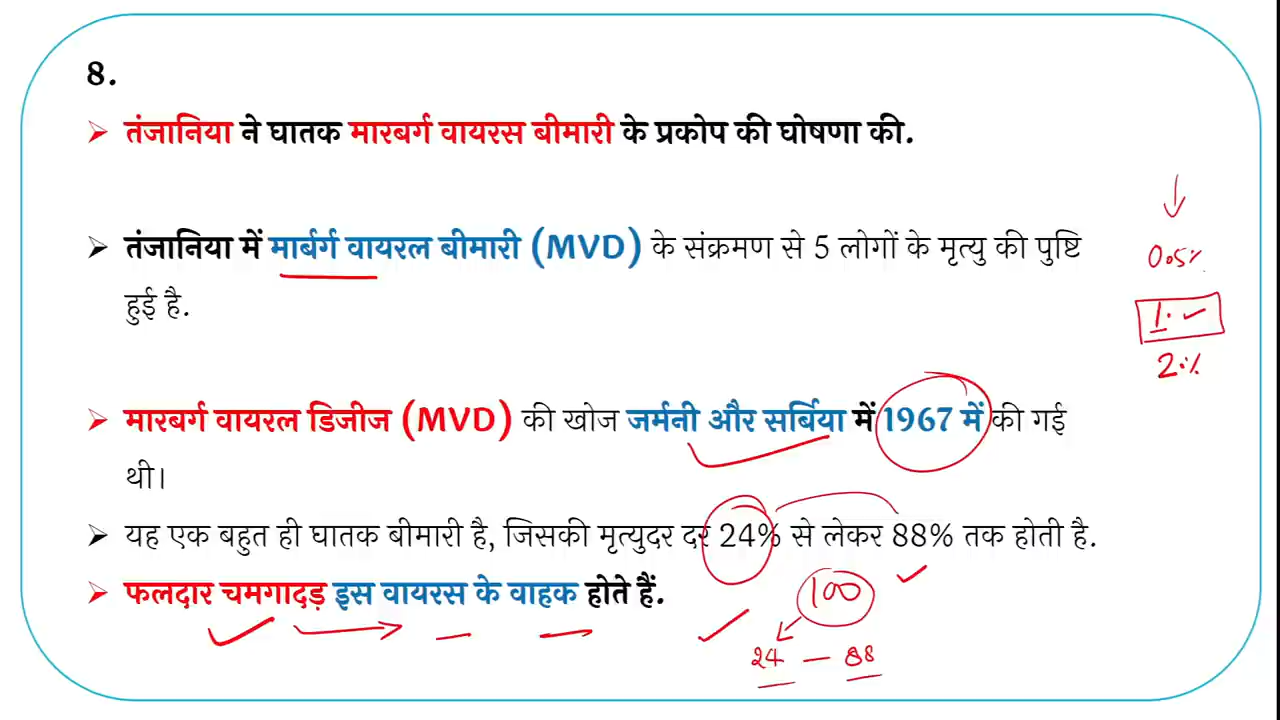 8.
➢ तंजानिया ने घातक मारबर्ग वायरस बीमारी के प्रकोप की घोषणा की.
➢ तंजानिया में मार्बर्ग वायरल बीमारी (MVD) के संक्रमण से 5 लोगों के मृत्यु की पुष्टि
हुई है.
0.5%
1.
2.%
➢ मारबर्ग वायरल डिजीज (MVD) की खोज जर्मनी और सर्बिया में 1967 में की गई
थी।
➢ यह एक बहुत ही घातक बीमारी है, जिसकी मृत्युदर दर 24% से लेकर 88% तक होती है.
➢ फलदार चमगादड़ इस वायरस के वाहक होते हैं.
100
24 — 88